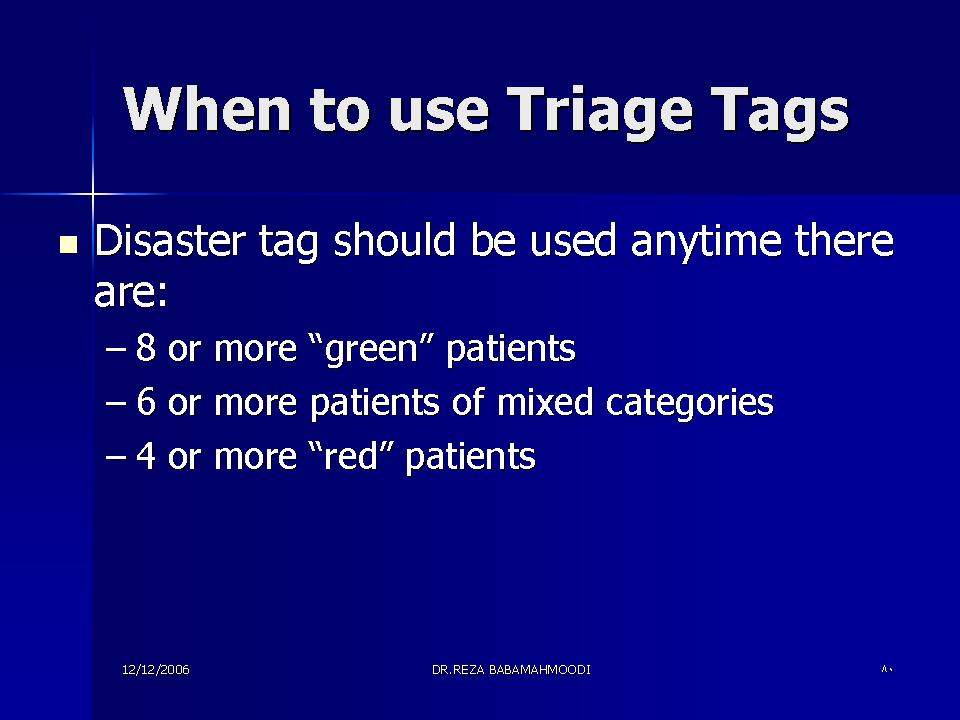 When to use Triage Tags
Disaster tag should be used anytime there
are:
– 8 or more “green” patients
– 6 or more patients of mixed categories
– 4 or more “red” patients
12/12/2006
DR.REZA BABAMAHMOODI
۸۰